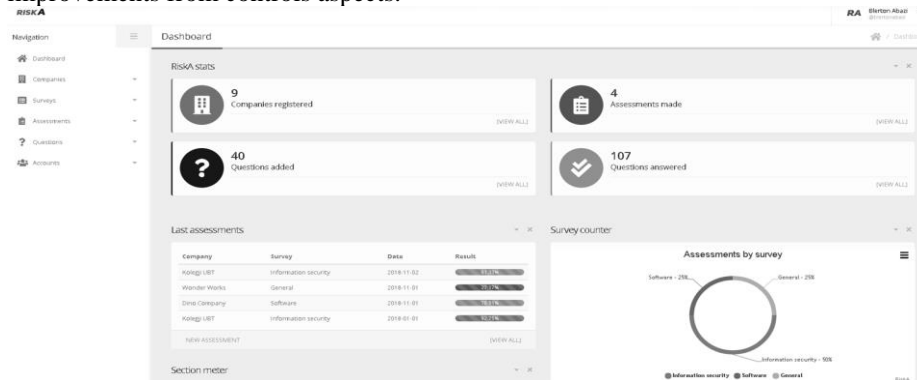 improvements from controls aspects.
RISKA
RA Blerton Abazi
Navigation
Dashboard
Dashboard
Companies
Surveys
Assessments
Questions
Accounts
RiskA stats
9
Companies registered
[VIEW ALL]
4
Assessments made
[VIEW ALL]
40
Questions added
[VIEW ALL]
107
Questions answered
[VIEW ALL]
Last assessments
Company Survey Date Result
Kolegji UBT Information security 2018-11-02
Wonder Works General 2018-11-01
Dino Company Software 2018-11-01
Kolegji UBT Information security 2018-01-01
NEW ASSESSMENT [VIEW ALL]
Survey counter
Assessments by survey
Software - 25% General - 25%
Information security - 50%
Information security Software General
Section meter